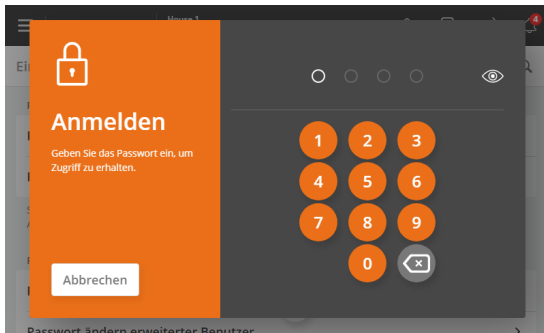 House 1
4
Ei
Anmelden
Geben Sie das Passwort ein, um
Zugriff zu erhalten.
Abbrechen
1 2 3
4 5 6
7 8 9
0
Passwort ändern erweiterter Benutzer